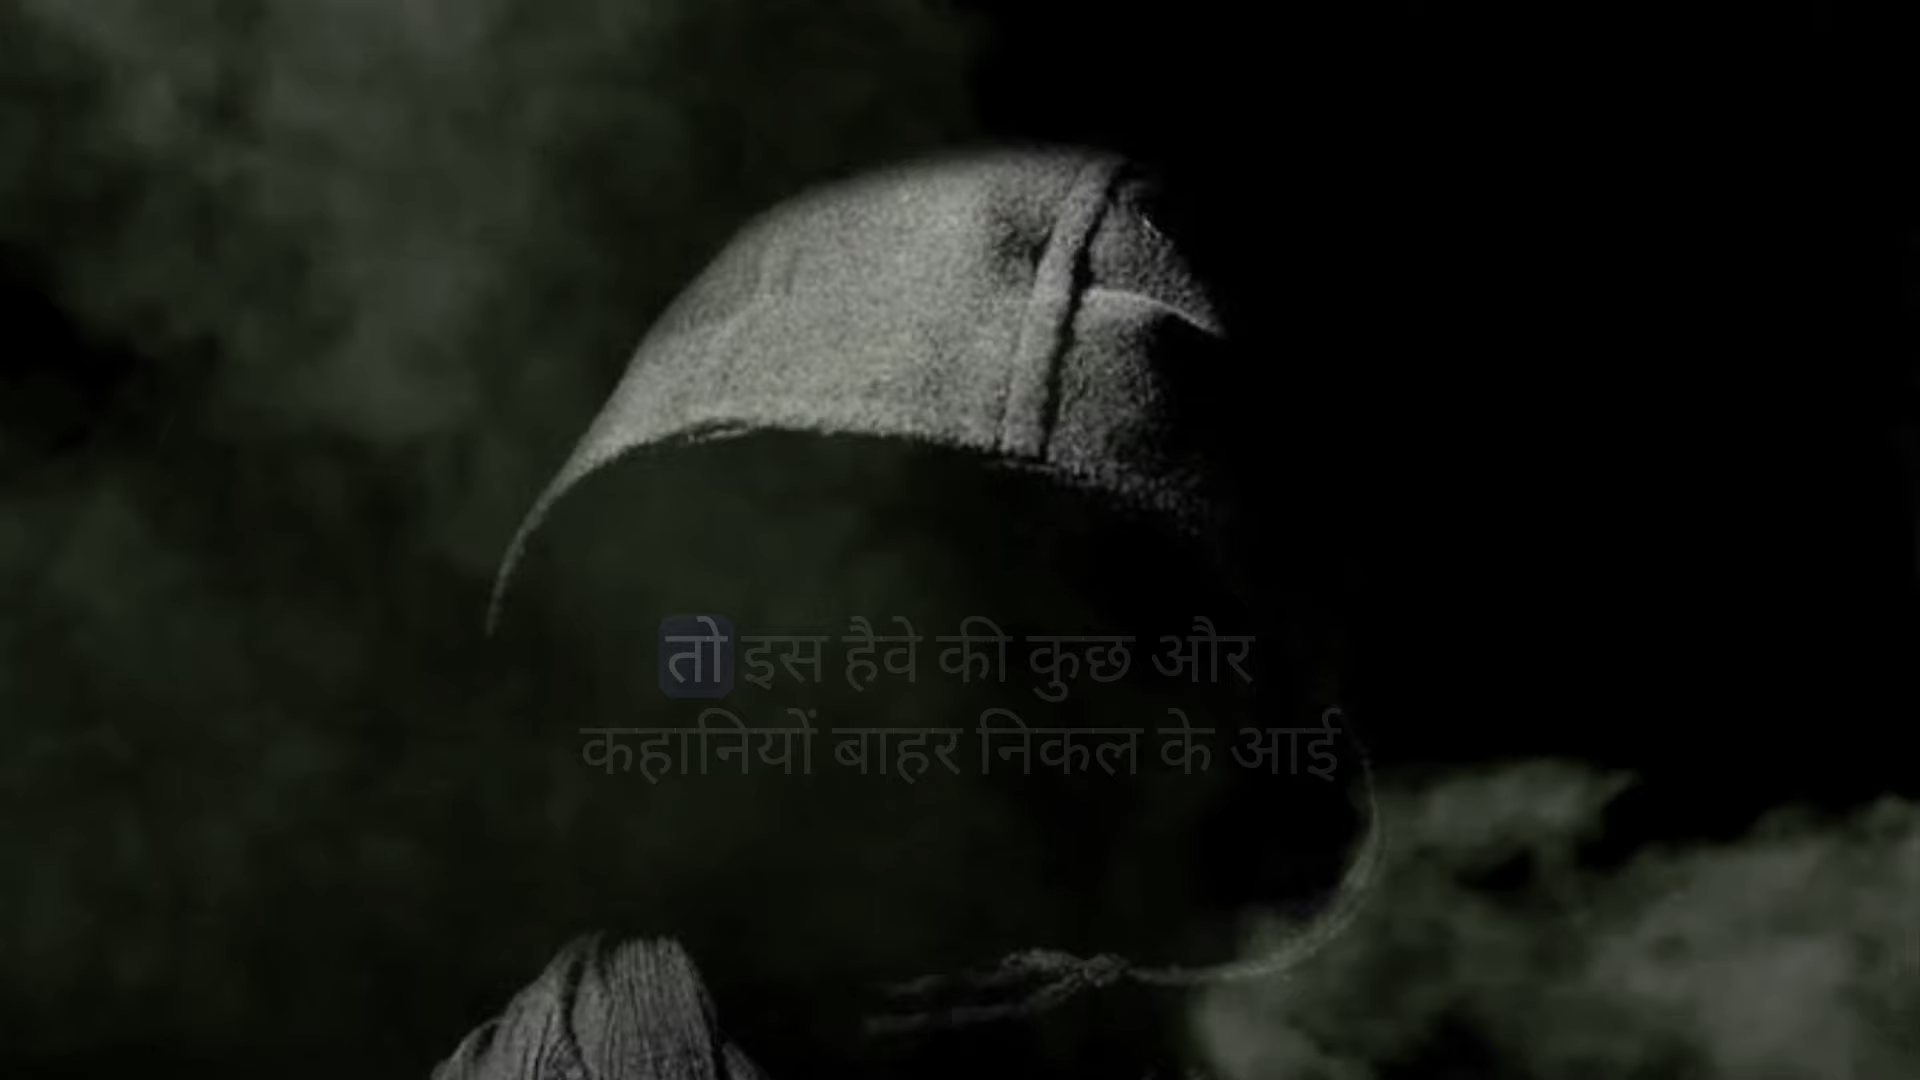 तो इस हैवे की कुछ और
कहानियों बाहर निकल के आई